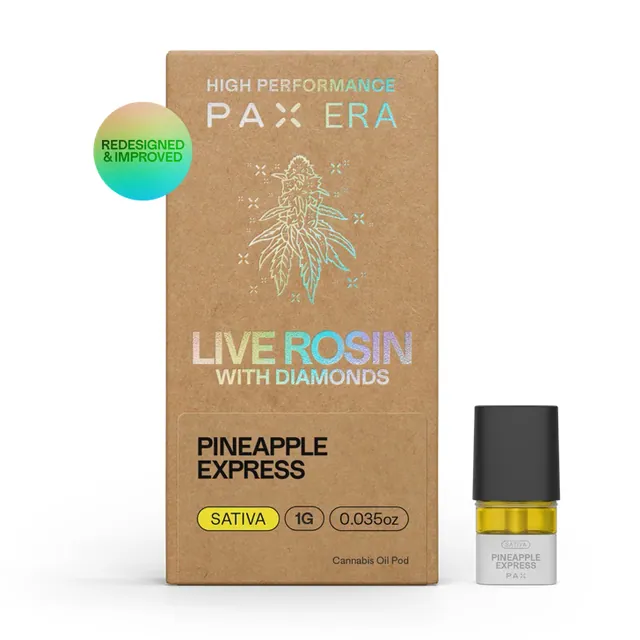 HIGH PERFORMANCE
PAX ERA
REDESIGNED
& IMPROVED
LIVE ROSIN
WITH DIAMONDS
PINEAPPLE
EXPRESS
SATIVA 1G 0.035oz
Cannabis Oil Pod
SATIVA
PINEAPPLE
EXPRESS
PAX